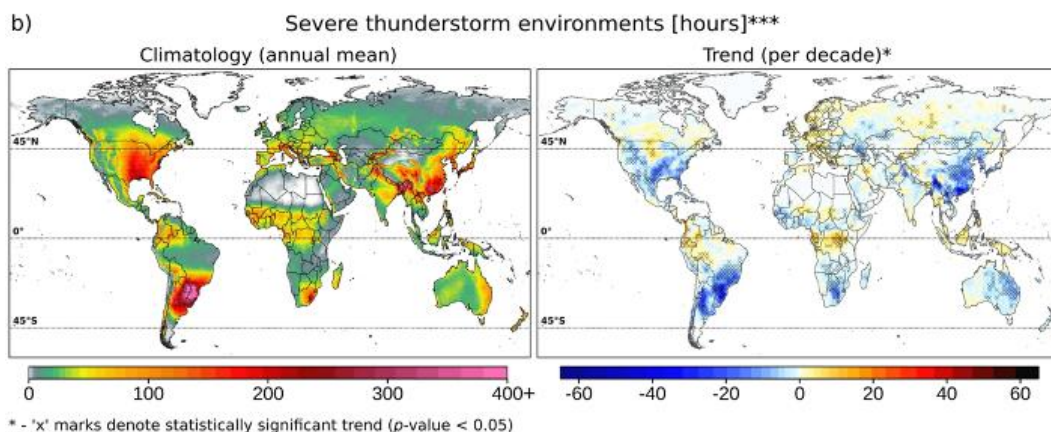 b) Severe thunderstorm environments [hours]***
Climatology (annual mean) Trend (per decade)*
45°N 45°N
0° 0°
45°S 45°S
0 100 200 300 400+ -60 -40 -20 0 20 40 60
* - 'x' marks denote statistically significant trend (p-value < 0.05)